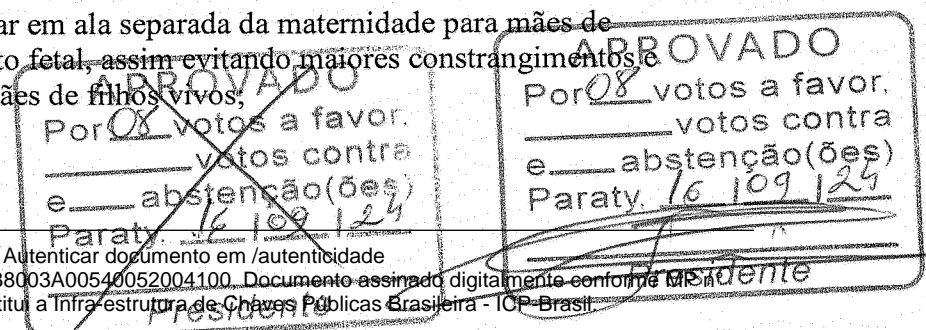 ar em ala separada da maternidade para mães de
to fetal, assim evitando maiores constrangimentos e
ães de filhos vivos;
APROVADO
Por 08 votos a favor,
votos contra
e abstenção(ões)
Paraty, 16 / 09 / 24
Presidente
APROVADO
Por 08 votos a favor,
votos contra
e abstenção(ões)
Paraty, 16 / 09 / 24
Presidente
Autenticar documento em /autenticidade
38003A00540052004100, Documento assinado digitalmente conforme MP n
titui a Infra-estrutura de Chaves Públicas Brasileira - ICP-Brasil.